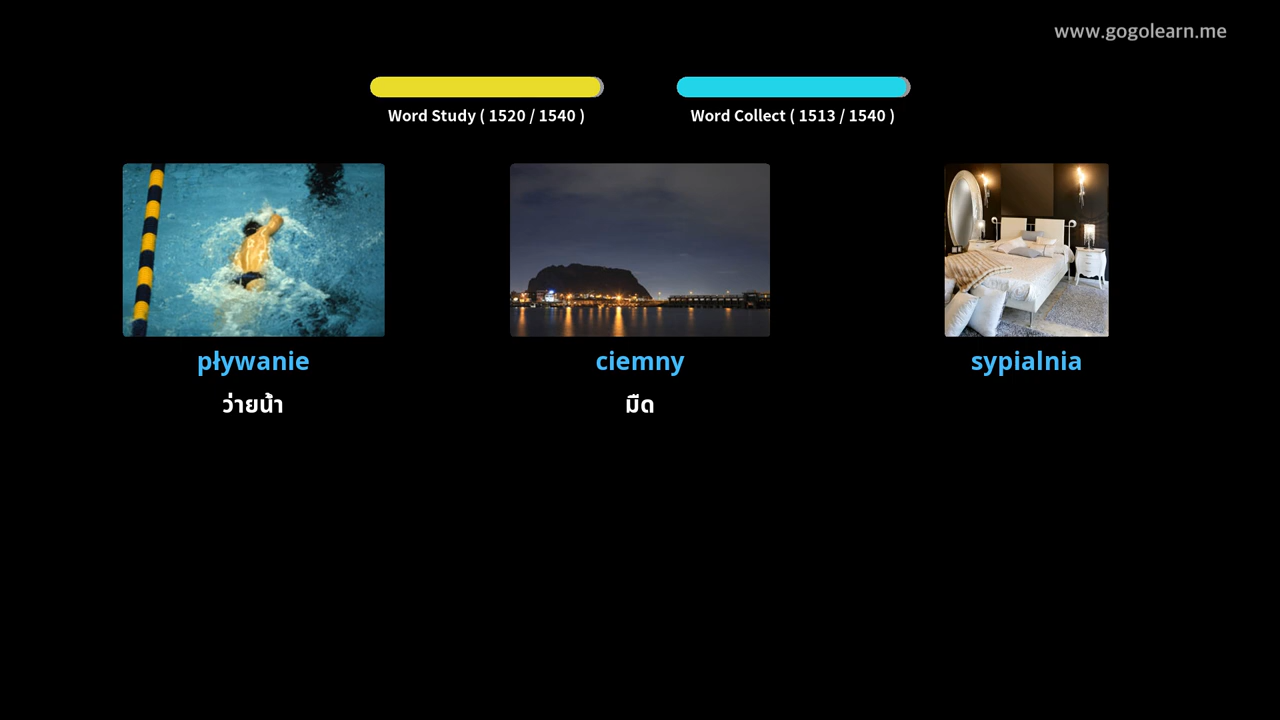 www.gogolearn.me
Word Study ( 1520 / 1540 )
Word Collect ( 1513 / 1540 )
pływanie
ciemny
sypialnia
ว่ายน้ำ
มืด